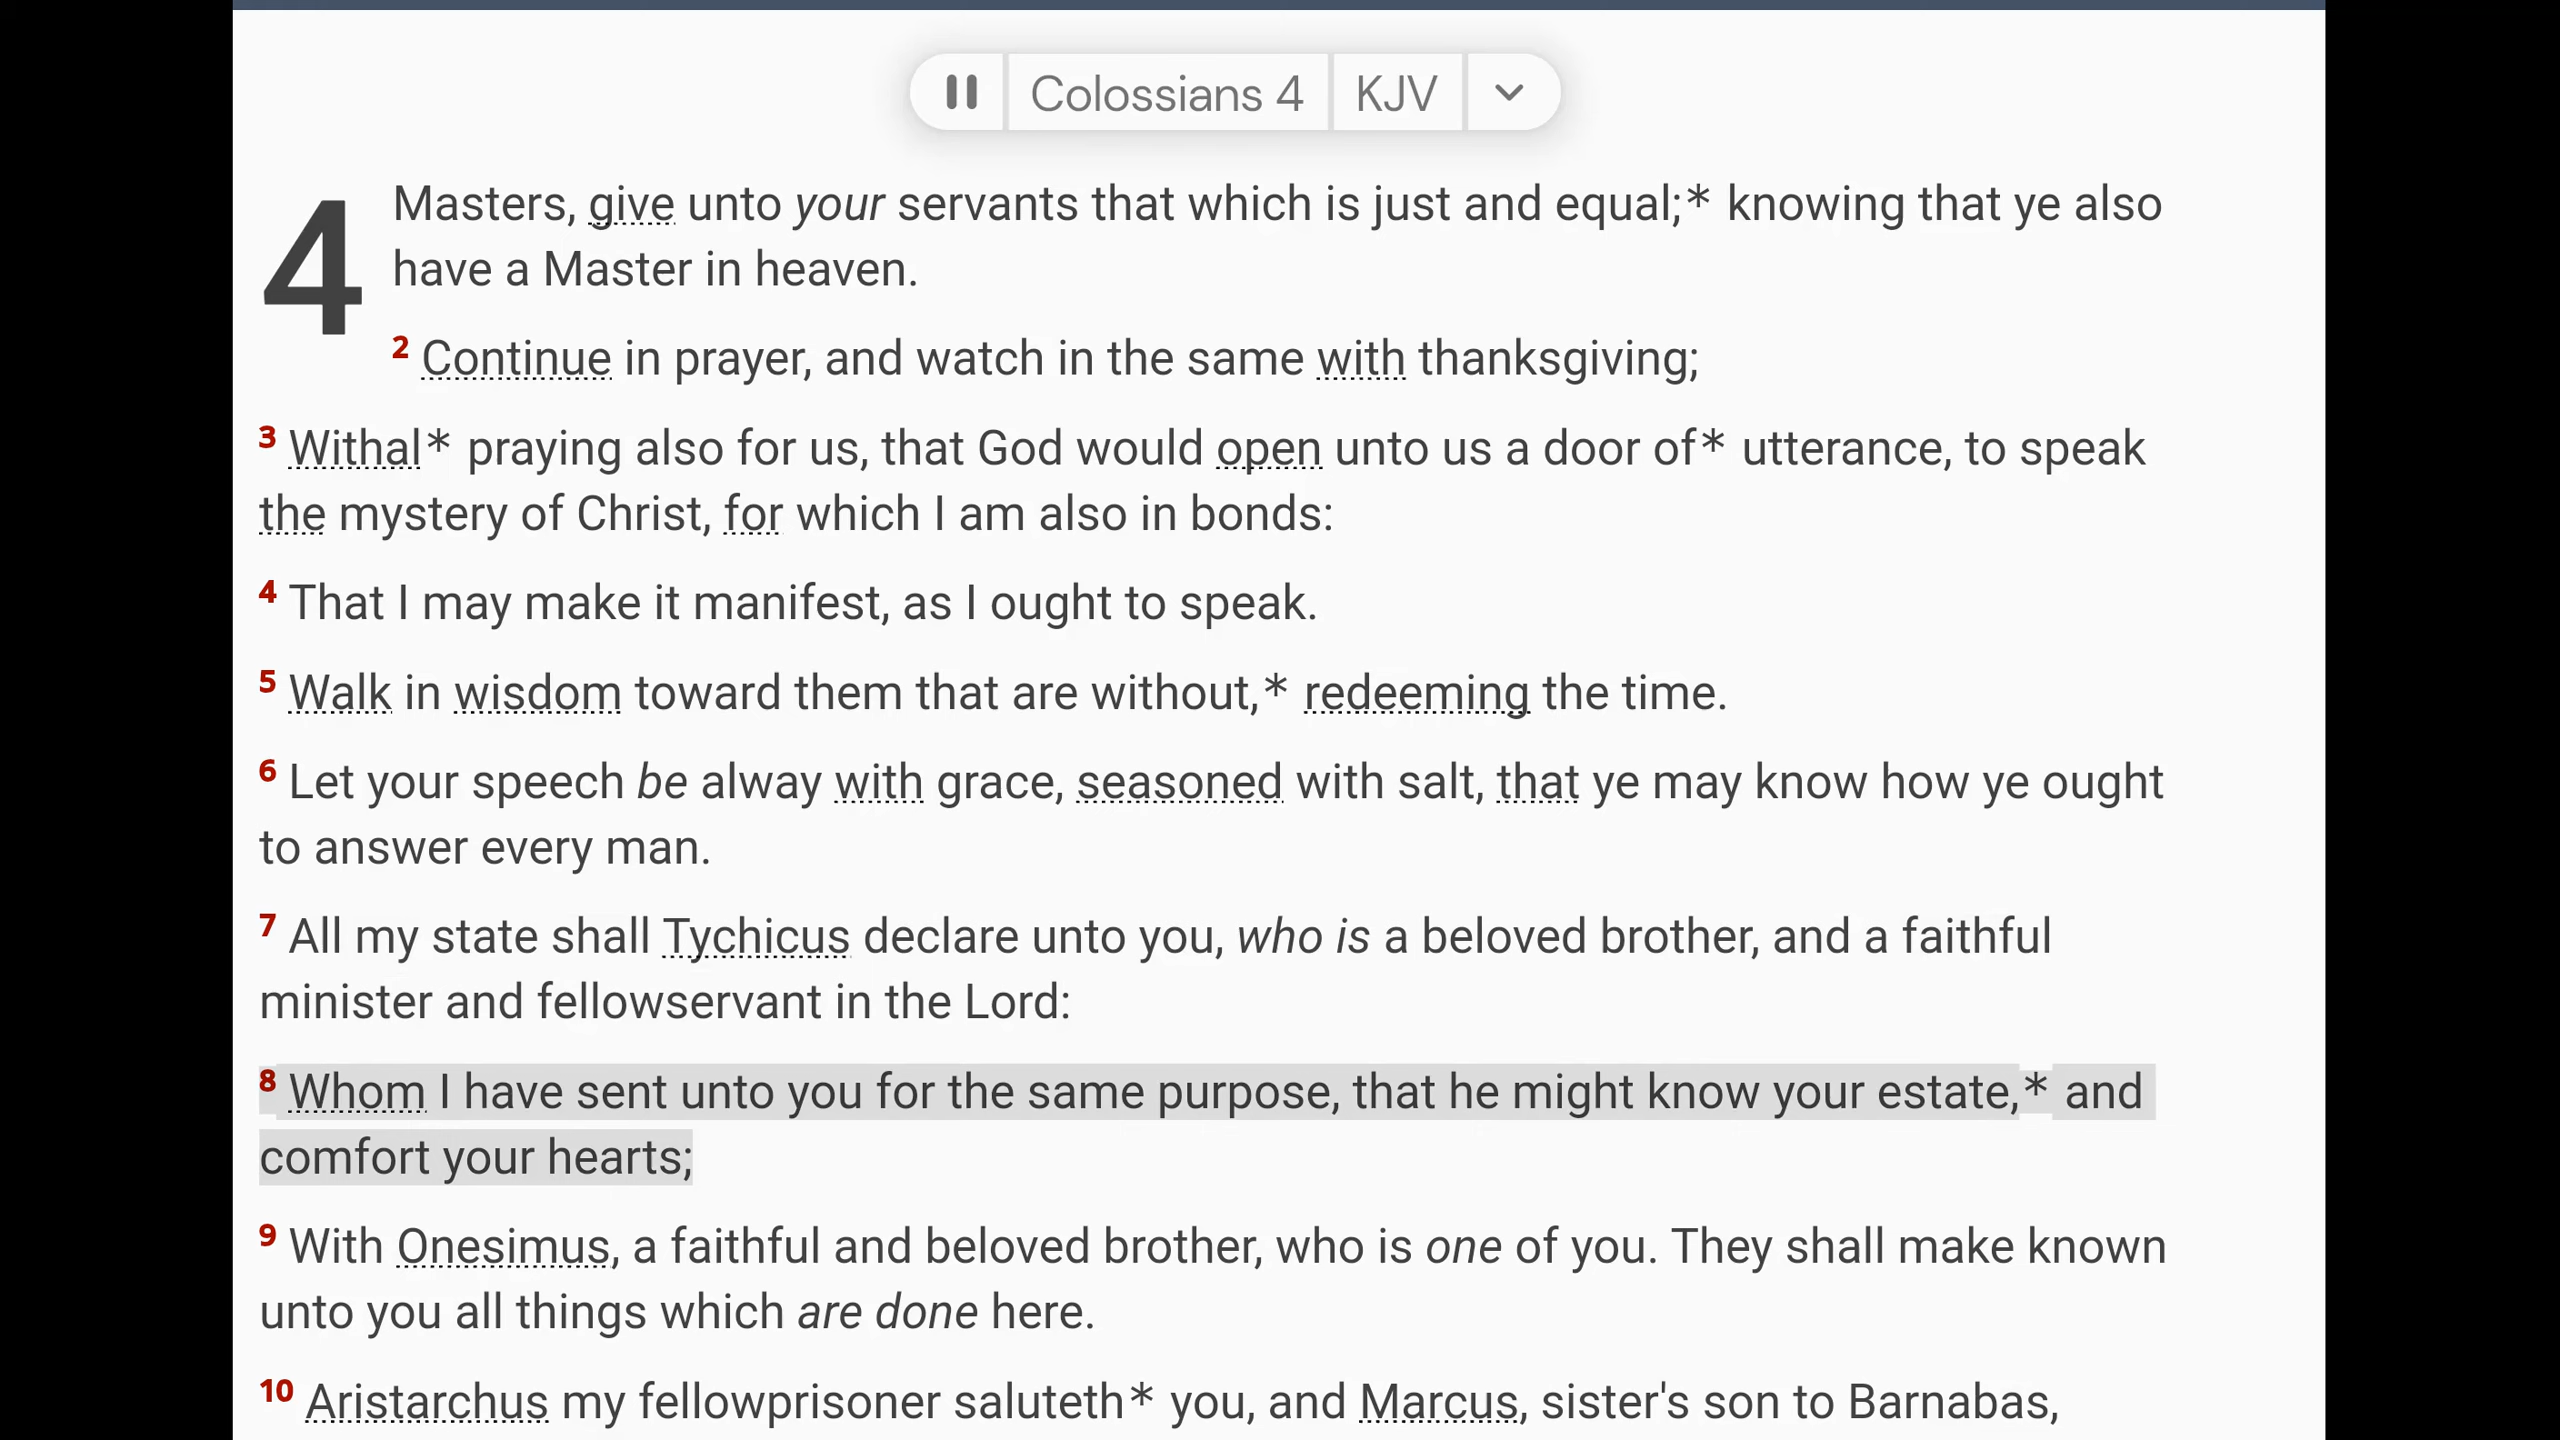 Colossians 4 KJV
4 Masters, give unto your servants that which is just and equal;* knowing that ye also
have a Master in heaven.
2 Continue in prayer, and watch in the same with thanksgiving;
3 Withal* praying also for us, that God would open unto us a door of* utterance, to speak
the mystery of Christ, for which I am also in bonds:
4 That I may make it manifest, as I ought to speak.
5 Walk in wisdom toward them that are without,* redeeming the time.
6 Let your speech be alway with grace, seasoned with salt, that ye may know how ye ought
to answer every man.
7 All my state shall Tychicus declare unto you, who is a beloved brother, and a faithful
minister and fellowservant in the Lord:
8 Whom I have sent unto you for the same purpose, that he might know your estate,* and
comfort your hearts;
9 With Onesimus, a faithful and beloved brother, who is one of you. They shall make known
unto you all things which are done here.
10 Aristarchus my fellowprisoner saluteth* you, and Marcus, sister's son to Barnabas,